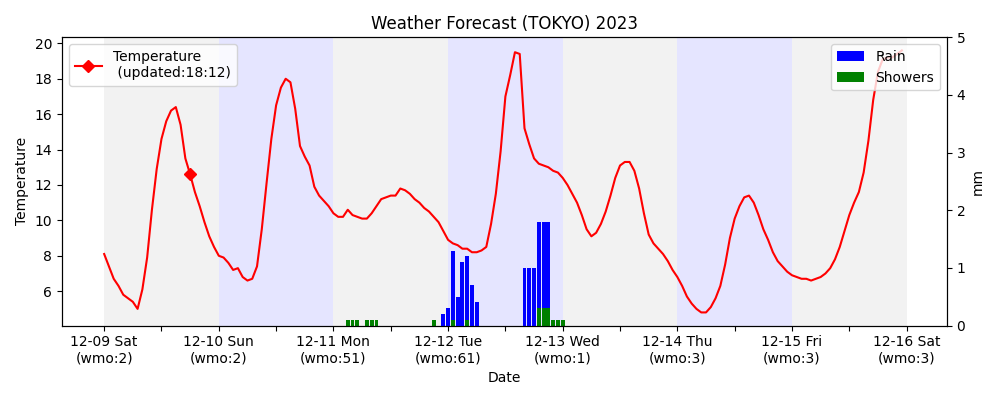 Weather Forecast (TOKYO) 2023
Temperature
(updated:18:12)
Rain
Showers
20
18
16
14
12
10
8
6
Temperature
5
4
3
2
1
0
mm
12-09 Sat 12-10 Sun 12-11 Mon 12-12 Tue 12-13 Wed 12-14 Thu 12-15 Fri 12-16 Sat
(wmo:2) (wmo:2) (wmo:51) (wmo:61) (wmo:1) (wmo:3) (wmo:3) (wmo:3)
Date